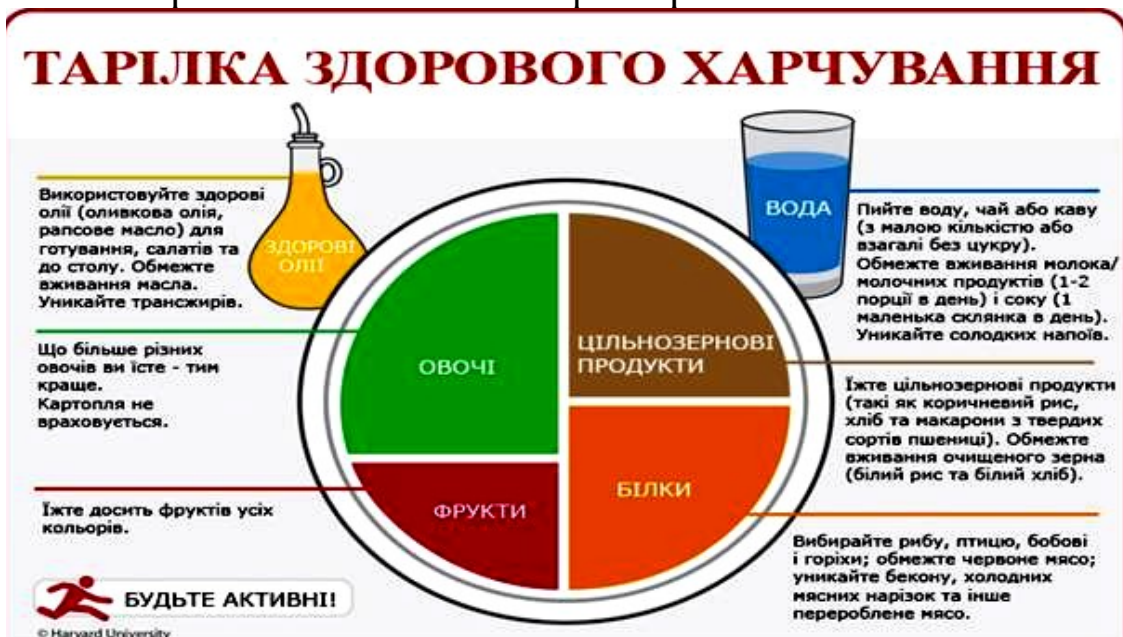 ТАРІЛКА ЗДОРОВОГО ХАРЧУВАННЯ
Використовуйте здорові
олії (оливкова олія,
рапсове масло) для
готування, салатів та
до столу. Обмежте
вживання масла.
Уникайте трансжирів.
ЗДОРОВІ
ОЛІЇ
ВОДА
Пийте воду, чай або каву
(з малою кількістю або
взагалі без цукру).
Обмежте вживання молока/
молочних продуктів (1-2
порції в день) і соку (1
маленька склянка в день).
Уникайте солодких напоїв.
Що більше різних
овочів ви їсте - тим
краще.
Картопля не
враховується.
ОВОЧІ
ЦІЛЬНОЗЕРНОВІ
ПРОДУКТИ
Їжте цільнозернові продукти
(такі як коричневий рис,
хліб та макарони з твердих
сортів пшениці). Обмежте
вживання очищеного зерна
(білий рис та білий хліб).
Їжте досить фруктів усіх
кольорів.
ФРУКТИ
БІЛКИ
Вибирайте рибу, птицю, бобові
і горіхи; обмежте червоне мясо;
уникайте бекону, холодних
мясних нарізок та інше
перероблене мясо.
БУДЬТЕ АКТИВНІ!
© Harvard University